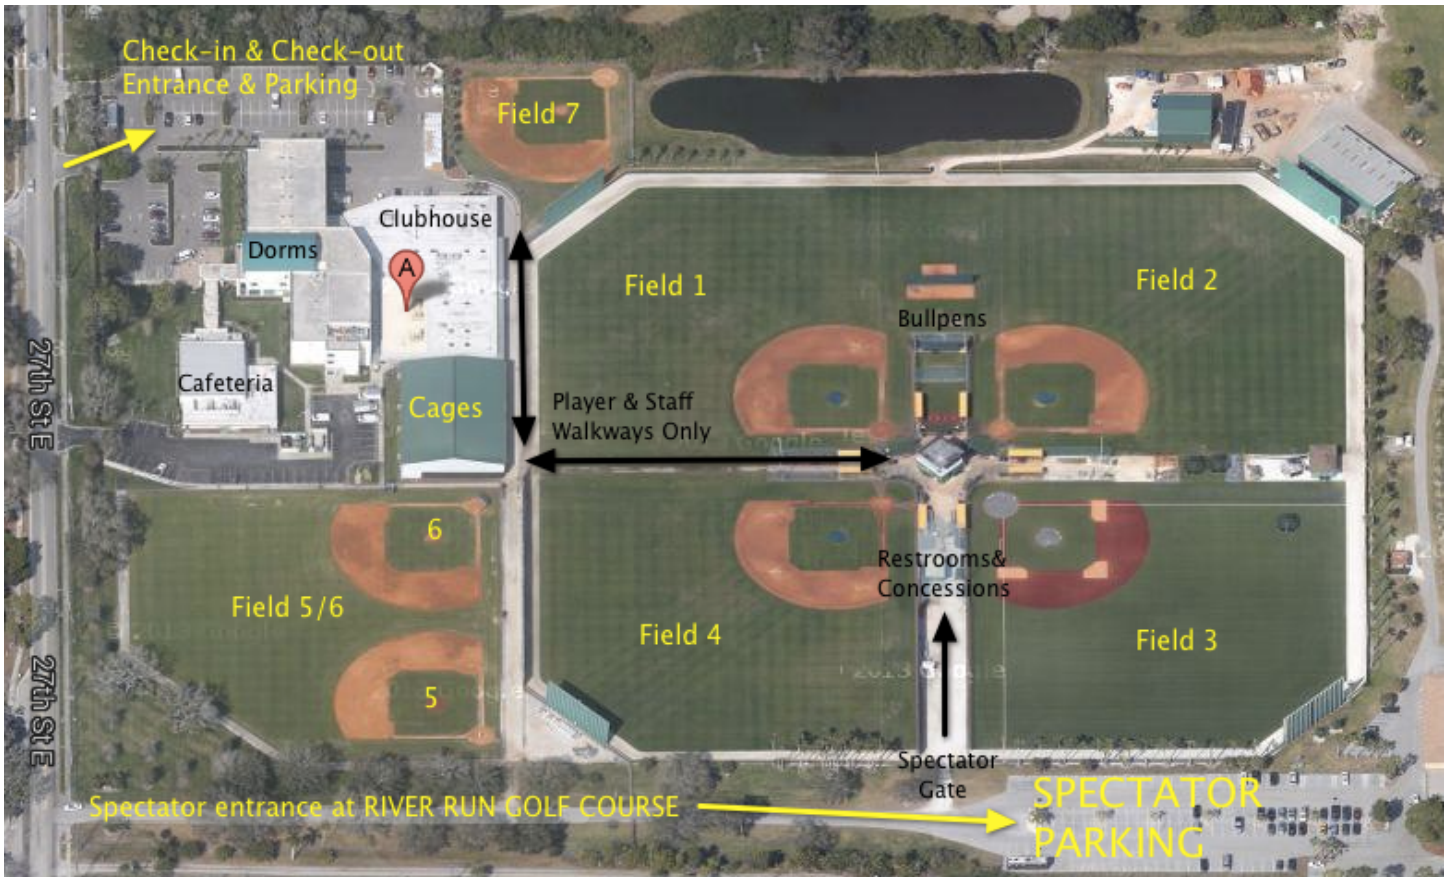 Check-in & Check-out
Entrance & Parking
Field 7
Clubhouse
Dorms
A
Field 1
Field 2
Bullpens
27th St E
Cafeteria
Cages
Player & Staff
Walkways Only
6
Restrooms&
Concessions
Field 5/6
Field 4
Field 3
5
27th St E
Spectator
Gate
Spectator entrance at RIVER RUN GOLF COURSE
SPECTATOR
PARKING